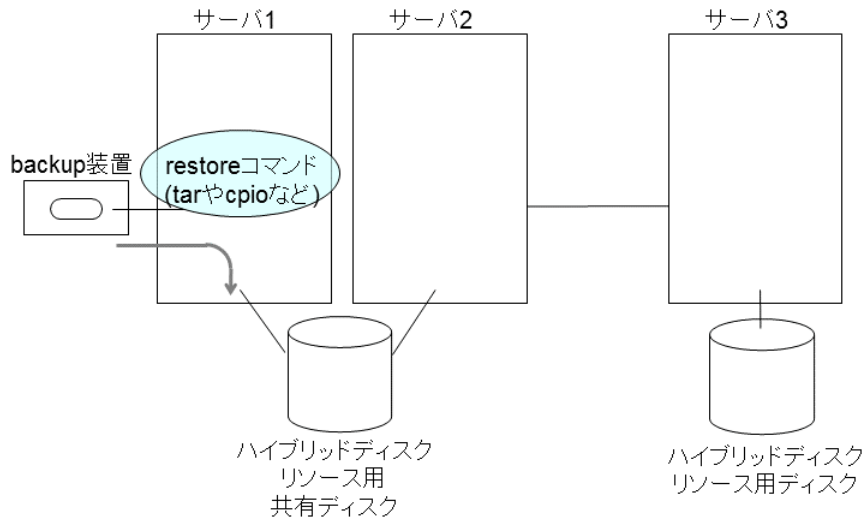 サーバ1
サーバ2
サーバ3
backup装置
restoreコマンド
(tarやcpioなど)
ハイブリッドディスク
リソース用
共有ディスク
ハイブリッドディスク
リソース用ディスク